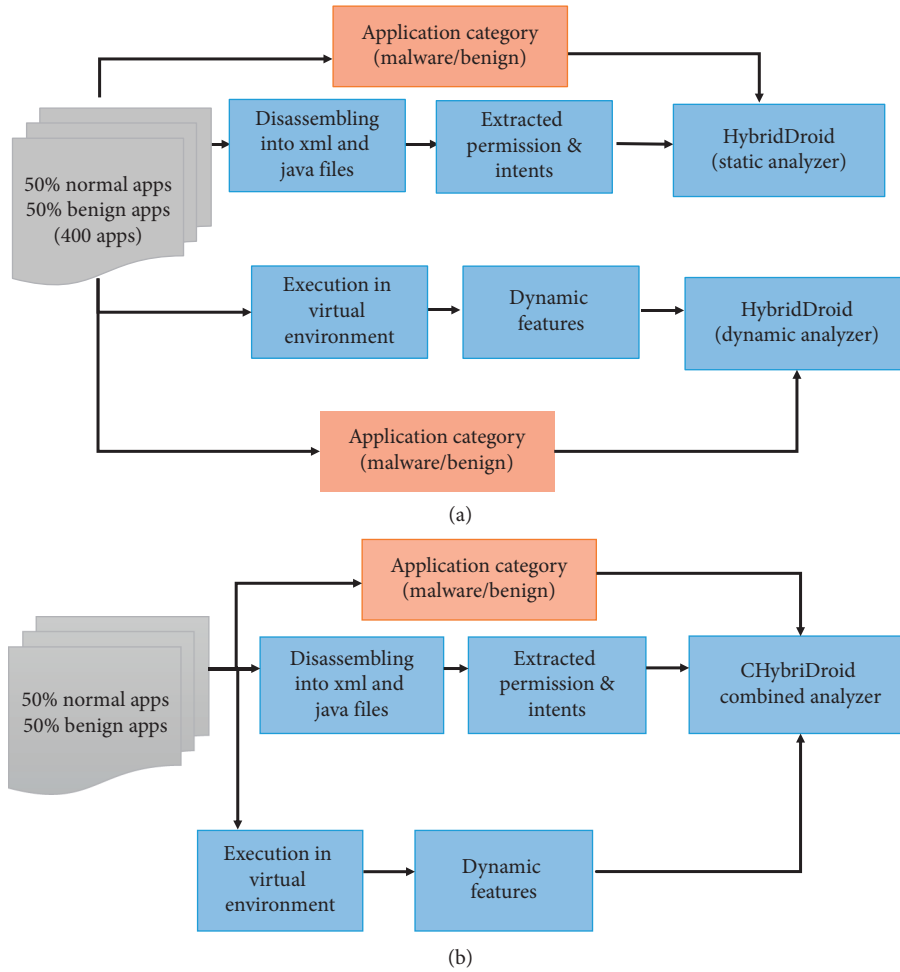 Application category
(malware/benign)
Disassembling
into xml and
java files
Extracted
permission &
intents
HybridDroid
(static analyzer)
50% normal apps
50% benign apps
(400 apps)
Execution in
virtual
environment
Dynamic
features
HybridDroid
(dynamic analyzer)
Application category
(malware/benign)
(a)
Application category
(malware/benign)
50% normal apps
50% benign apps
Disassembling
into xml and
java files
Extracted
permission &
intents
CHybriDroid
combined analyzer
Execution in
virtual
environment
Dynamic
features
(b)